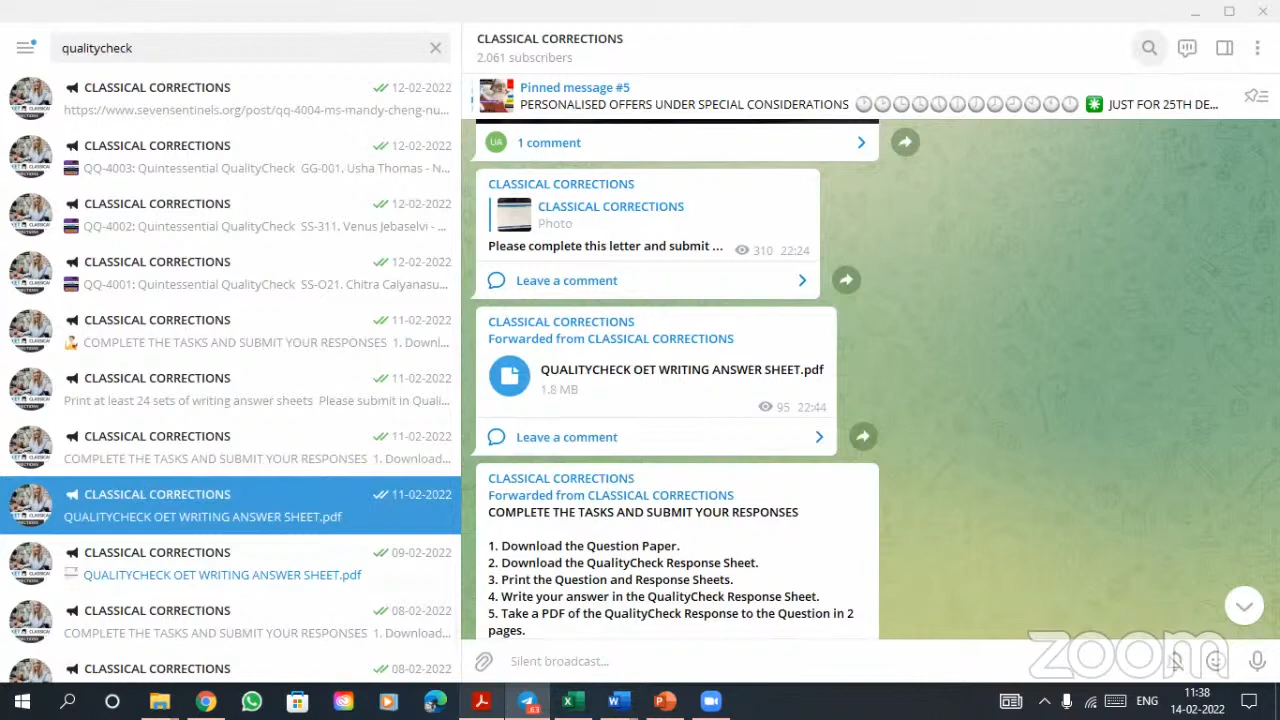 qualitycheck
CLASSICAL CORRECTIONS 12-02-2022
https://www.sevensentinels.org/post/qq-4004-ms-mandy-cheng-nu...
CLASSICAL CORRECTIONS 12-02-2022
QQ-4003: Quintessential QualityCheck GG-001. Usha Thomas - N...
CLASSICAL CORRECTIONS 12-02-2022
QQ-4002: Quintessential QualityCheck SS-311. Venus Jebaselvi - ...
CLASSICAL CORRECTIONS 12-02-2022
QQ-4001: Quintessential QualityCheck SS-O21. Chitra Calyanasu...
CLASSICAL CORRECTIONS 11-02-2022
COMPLETE THE TASKS AND SUBMIT YOUR RESPONSES 1. Downl...
CLASSICAL CORRECTIONS 11-02-2022
Print at least 24 sets of writing answer sheets Please submit in Quali...
CLASSICAL CORRECTIONS 11-02-2022
COMPLETE THE TASKS AND SUBMIT YOUR RESPONSES 1. Download...
CLASSICAL CORRECTIONS 11-02-2022
QUALITYCHECK OET WRITING ANSWER SHEET.pdf
CLASSICAL CORRECTIONS 09-02-2022
QUALITYCHECK OET WRITING ANSWER SHEET.pdf
CLASSICAL CORRECTIONS 08-02-2022
COMPLETE THE TASKS AND SUBMIT YOUR RESPONSES 1. Download...
CLASSICAL CORRECTIONS 08-02-2022
CLASSICAL CORRECTIONS
2,061 subscribers
Pinned message #5
PERSONALISED OFFERS UNDER SPECIAL CONSIDERATIONS JUST FOR 25TH DE...
UA 1 comment
CLASSICAL CORRECTIONS
CLASSICAL CORRECTIONS
Photo
Please complete this letter and submit ... 310 22:24
Leave a comment
CLASSICAL CORRECTIONS
Forwarded from CLASSICAL CORRECTIONS
QUALITYCHECK OET WRITING ANSWER SHEET.pdf
1.8 MB
95 22:44
Leave a comment
CLASSICAL CORRECTIONS
Forwarded from CLASSICAL CORRECTIONS
COMPLETE THE TASKS AND SUBMIT YOUR RESPONSES
1. Download the Question Paper.
2. Download the QualityCheck Response Sheet.
3. Print the Question and Response Sheets.
4. Write your answer in the QualityCheck Response Sheet.
5. Take a PDF of the QualityCheck Response to the Question in 2
pages.
Silent broadcast...
zoom
63
ENG
11:38
14-02-2022